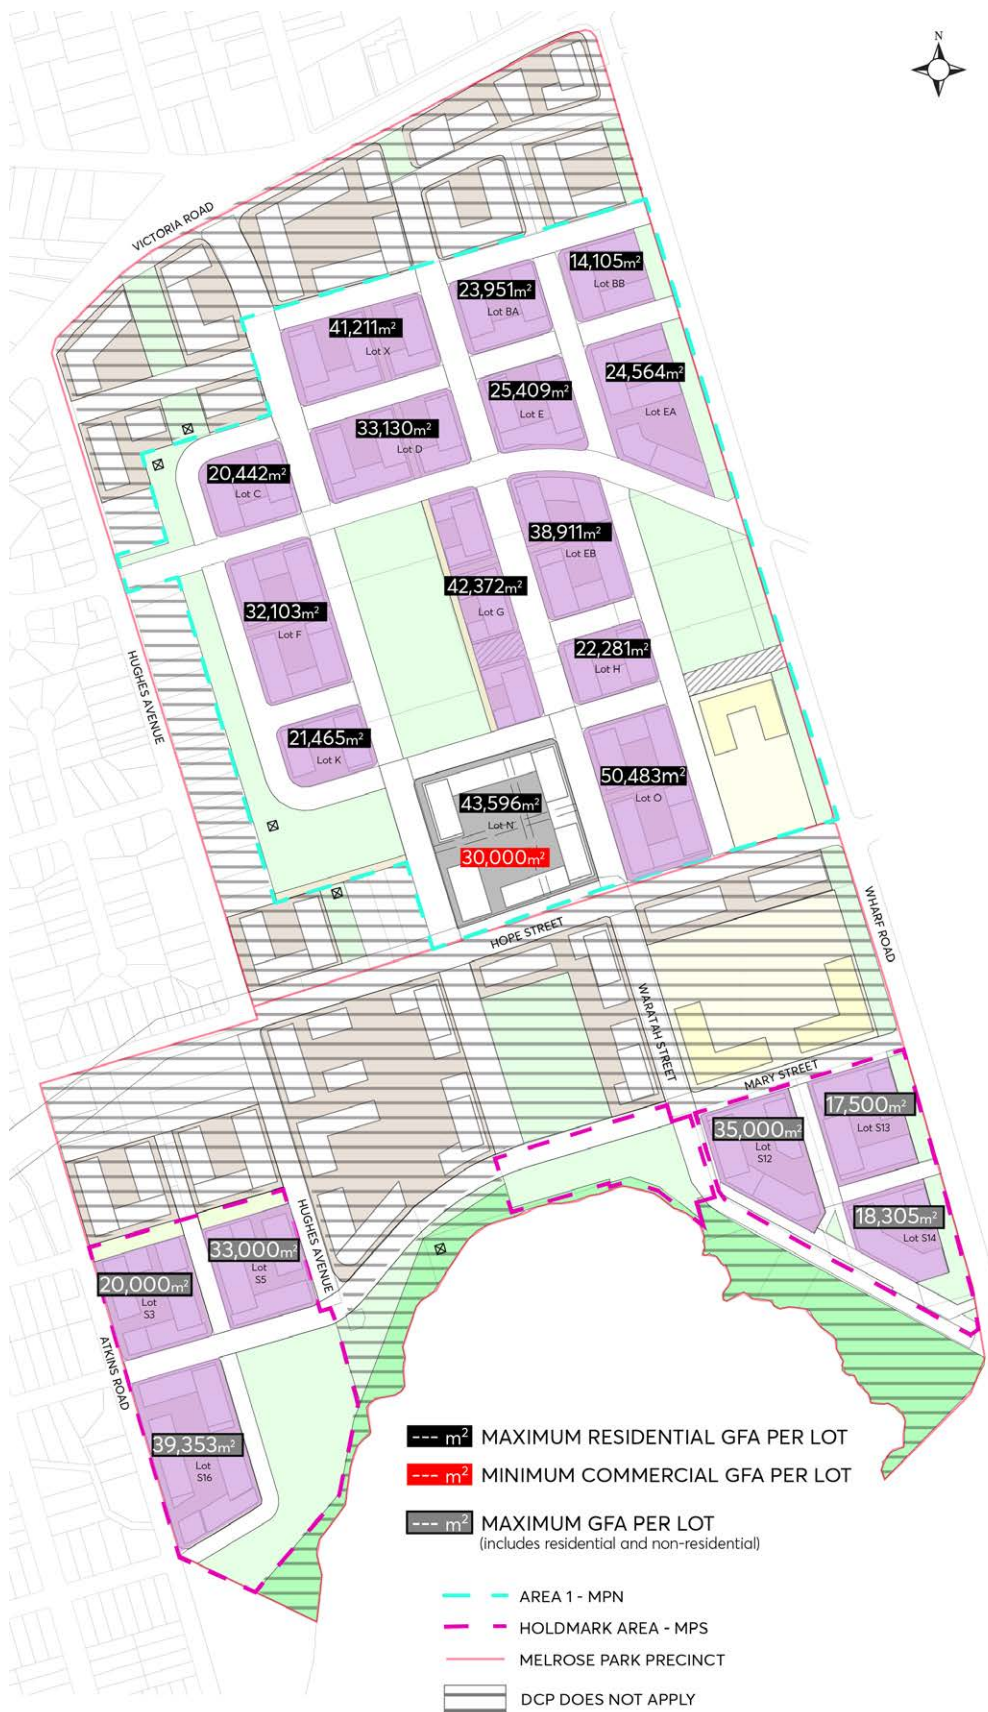 N
VICTORIA ROAD
14,105m²
Lot BB
23,951m²
Lot BA
41,211m²
Lot X
24,564m²
Lot EA
25,409m²
Lot E
33,130m²
Lot D
20,442m²
Lot C
38,911m²
Lot EB
42,372m²
Lot G
32,103m²
Lot F
22,281m²
Lot H
HUGHES AVENUE
21,465m²
Lot K
50,483m²
Lot O
43,596m²
Lot N
30,000m²
WHARF ROAD
HOPE STREET
WARATAH STREET
MARY STREET
17,500m²
Lot S13
35,000m²
Lot
S12
18,305m²
Lot S14
HUGHES AVENUE
33,000m²
Lot
S5
20,000m²
Lot
S3
ATKINS ROAD
39,353m²
Lot
S16
--- m² MAXIMUM RESIDENTIAL GFA PER LOT
--- m² MINIMUM COMMERCIAL GFA PER LOT
--- m² MAXIMUM GFA PER LOT
(includes residential and non-residential)
AREA 1 - MPN
HOLDMARK AREA - MPS
MELROSE PARK PRECINCT
DCP DOES NOT APPLY